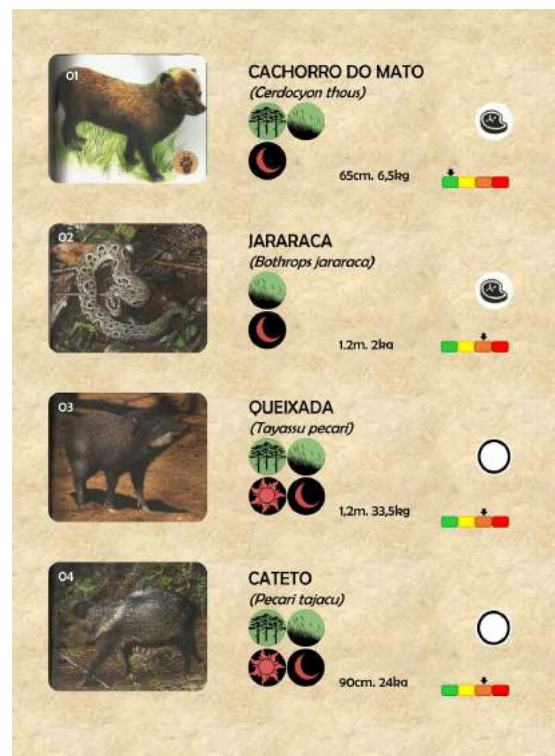 01
CACHORRO DO MATO
(Cerdocyon thous)
65cm. 6,5kg
02
JARARACA
(Bothrops jararaca)
1.2m. 2kg
03
QUEIXADA
(Tayassu pecari)
1,2m. 33,5kg
04
CATETO
(Pecari tajacu)
90cm. 24kg